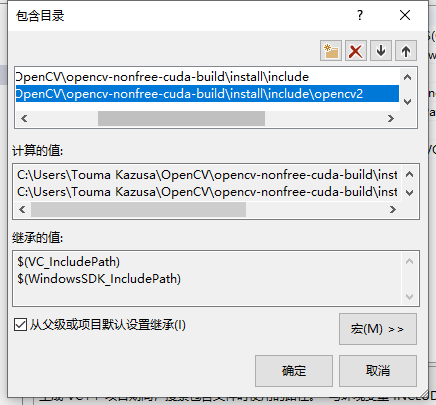 包含目录
OpenCV\opencv-nonfree-cuda-build\install\include
OpenCV\opencv-nonfree-cuda-build\install\include\opencv2
计算的值:
C:\Users\Touma Kazusa\OpenCV\opencv-nonfree-cuda-build\inst
C:\Users\Touma Kazusa\OpenCV\opencv-nonfree-cuda-build\inst
继承的值:
$(VC_IncludePath)
$(WindowsSDK_IncludePath)
从父级或项目默认设置继承(I)
宏(M) >>
确定
取消